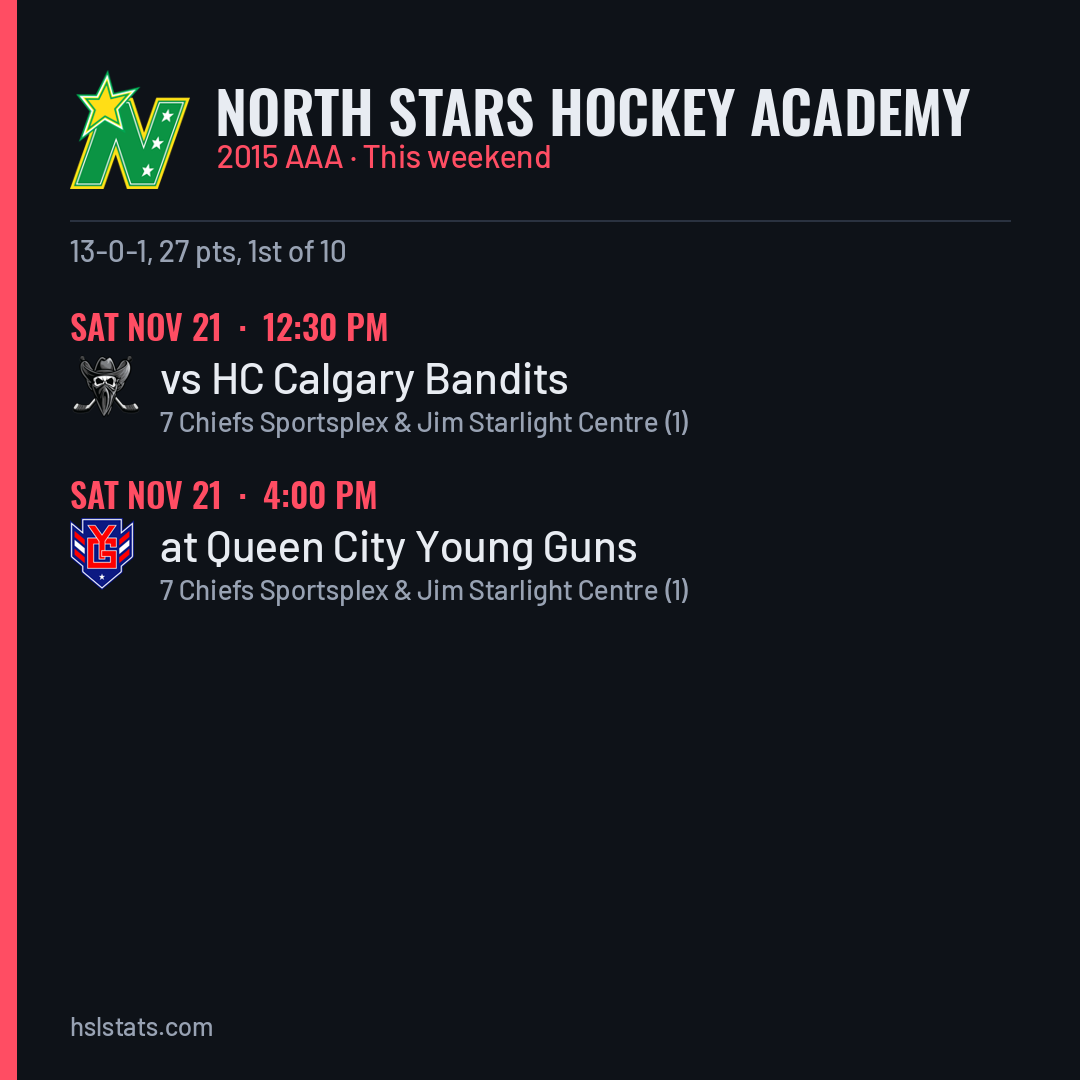 NORTH STARS HOCKEY ACADEMY
2015 AAA · This weekend
13-0-1, 27 pts, 1st of 10
SAT NOV 21 · 12:30 PM
vs HC Calgary Bandits
7 Chiefs Sportsplex & Jim Starlight Centre (1)
SAT NOV 21 · 4:00 PM
at Queen City Young Guns
7 Chiefs Sportsplex & Jim Starlight Centre (1)
hslstats.com